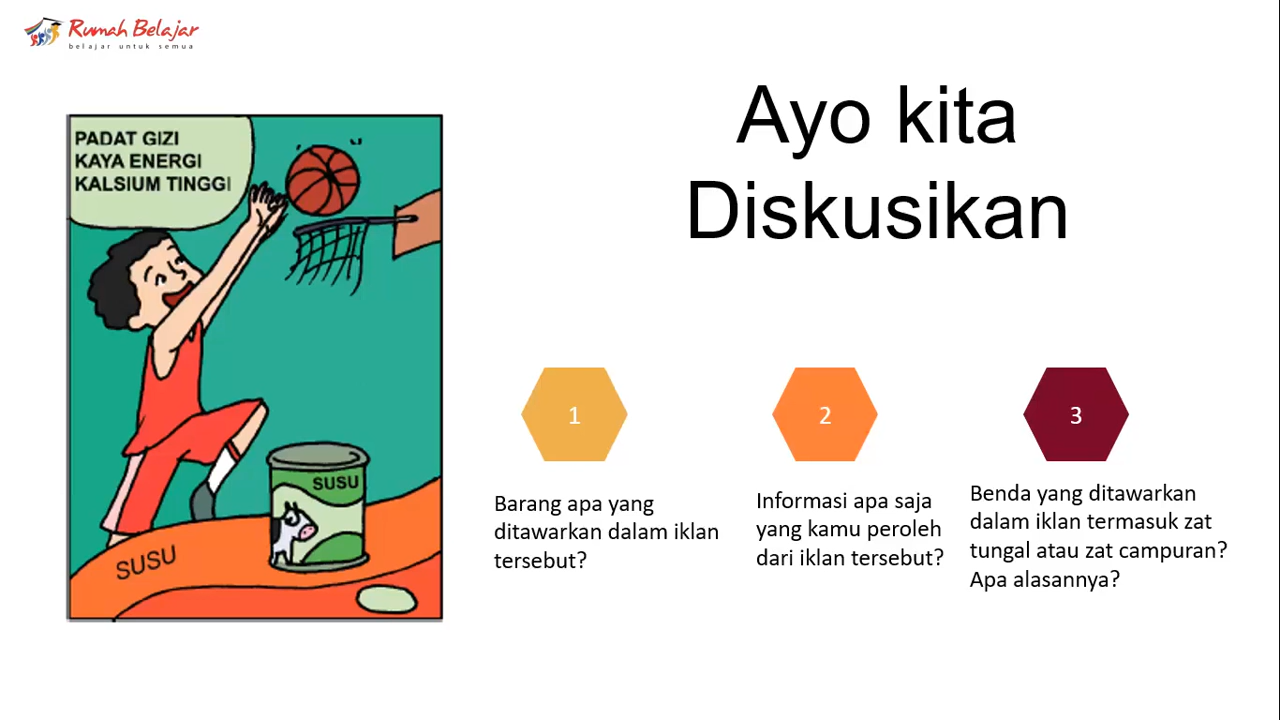 Rumah Belajar
belajar untuk semua
Ayo kita
Diskusikan
PADAT GIZI
KAYA ENERGI
KALSIUM TINGGI
SUSU
SUSU
1
Barang apa yang
ditawarkan dalam iklan
tersebut?
2
Informasi apa saja
yang kamu peroleh
dari iklan tersebut?
3
Benda yang ditawarkan
dalam iklan termasuk zat
tungal atau zat campuran?
Apa alasannya?